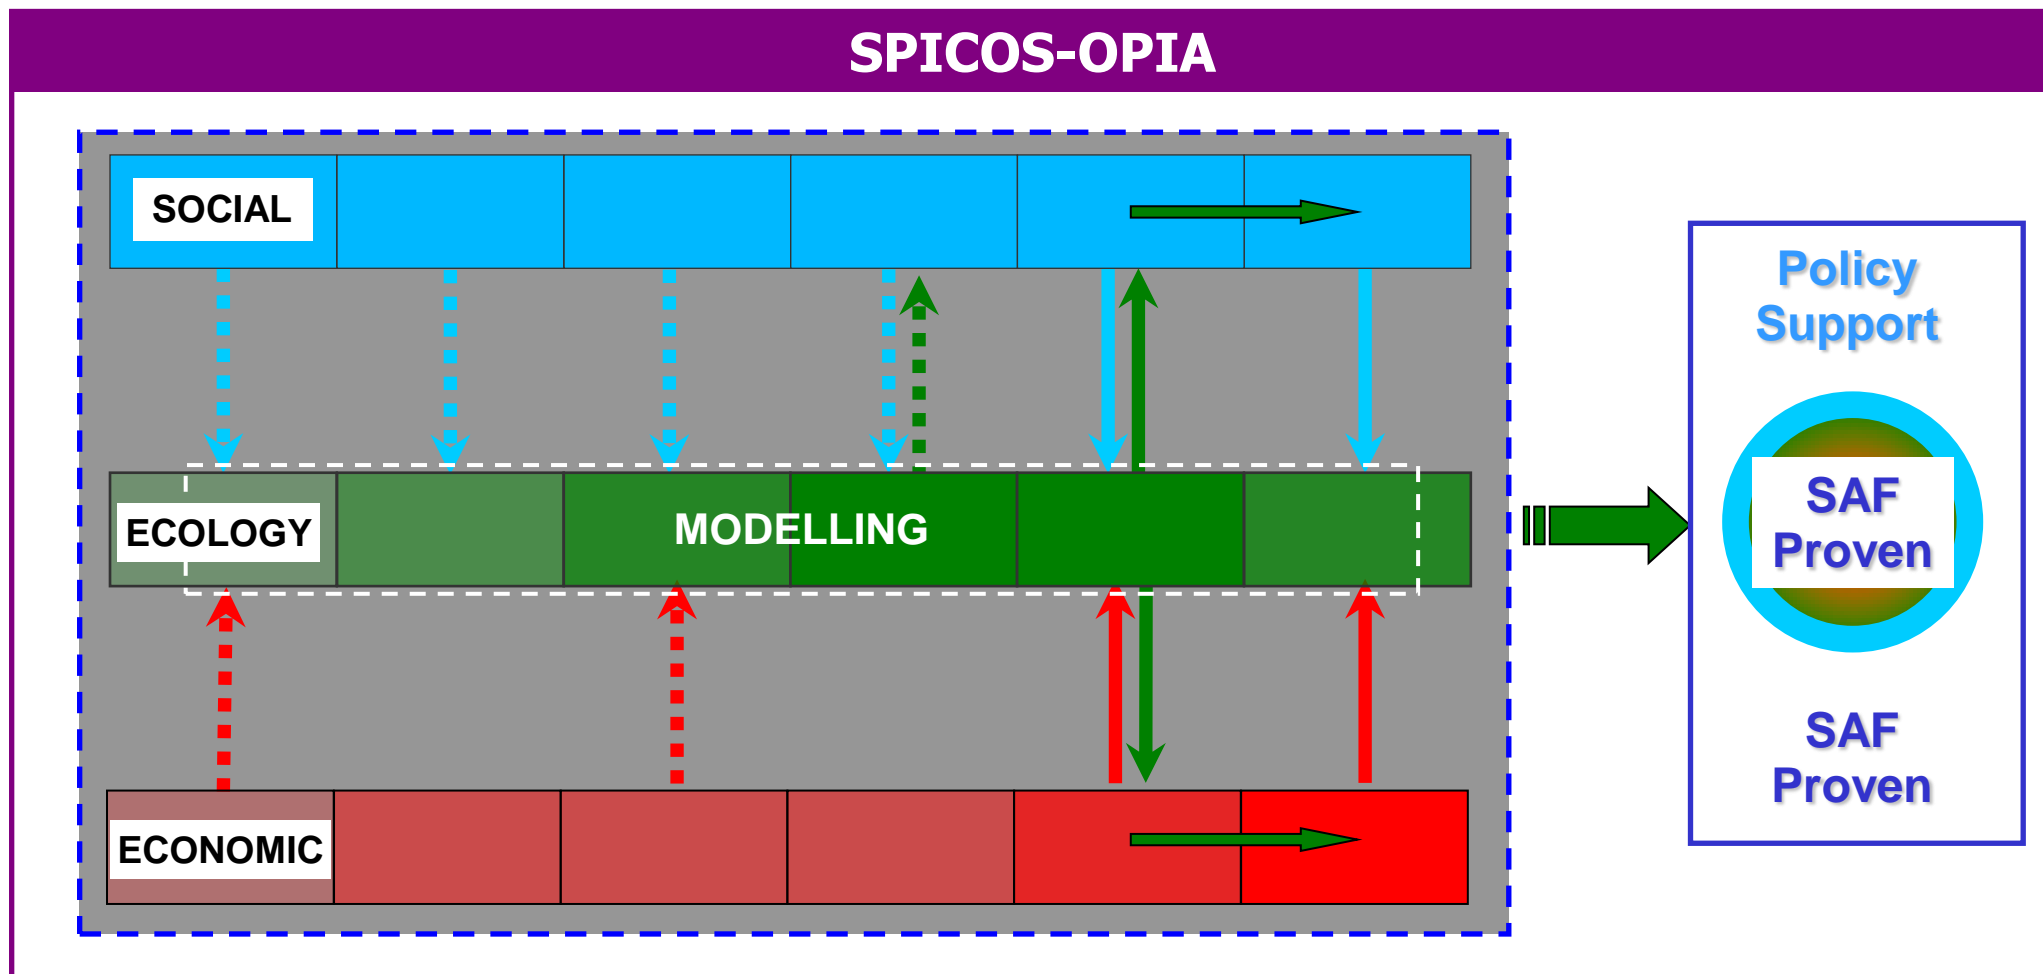 SPICOS-OPIA
SOCIAL
Policy
Support
SAF
Proven
ECOLOGY
MODELLING
SAF
Proven
ECONOMIC